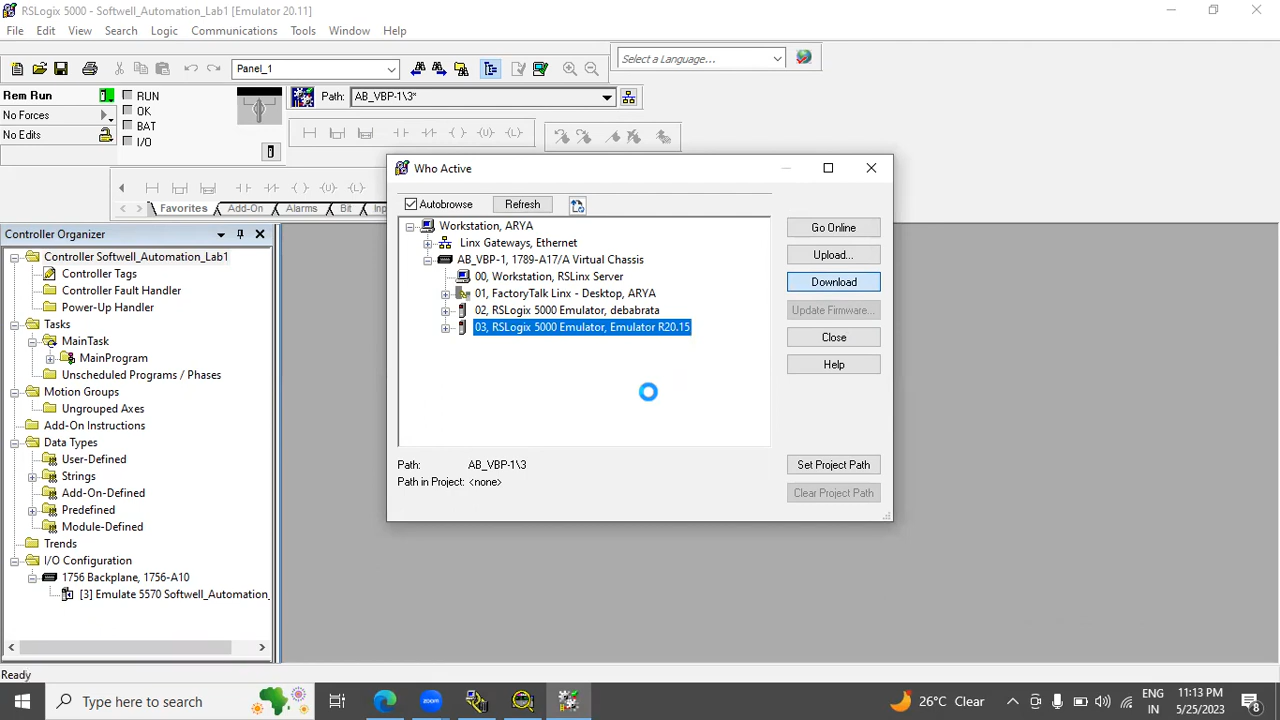 RSLogix 5000 - Softwell_Automation_Lab1 [Emulator 20.11]
File Edit View Search Logic Communications Tools Window Help
Panel_1
Select a Language...
Rem Run
RUN
Path: AB_VBP-1\3*
No Forces
OK
No Edits
BAT
I/O
Favorites Add-On Alarms Bit
Who Active
Autobrowse
Refresh
Workstation, ARYA
Linx Gateways, Ethernet
AB_VBP-1, 1789-A17/A Virtual Chassis
00, Workstation, RSLinx Server
01, FactoryTalk Linx - Desktop, ARYA
02, RSLogix 5000 Emulator, debabrata
03, RSLogix 5000 Emulator, Emulator R20.15
Go Online
Upload...
Download
Update Firmware...
Close
Help
Path: AB_VBP-1\3
Path in Project: <none>
Set Project Path
Clear Project Path
Controller Organizer
Controller Softwell_Automation_Lab1
Controller Tags
Controller Fault Handler
Power-Up Handler
Tasks
MainTask
MainProgram
Unscheduled Programs / Phases
Motion Groups
Ungrouped Axes
Add-On Instructions
Data Types
User-Defined
Strings
Add-On-Defined
Predefined
Module-Defined
Trends
I/O Configuration
1756 Backplane, 1756-A10
[3] Emulate 5570 Softwell_Automation_
Ready
Type here to search
zoom
26°C Clear
ENG
IN
11:13 PM
5/25/2023
8